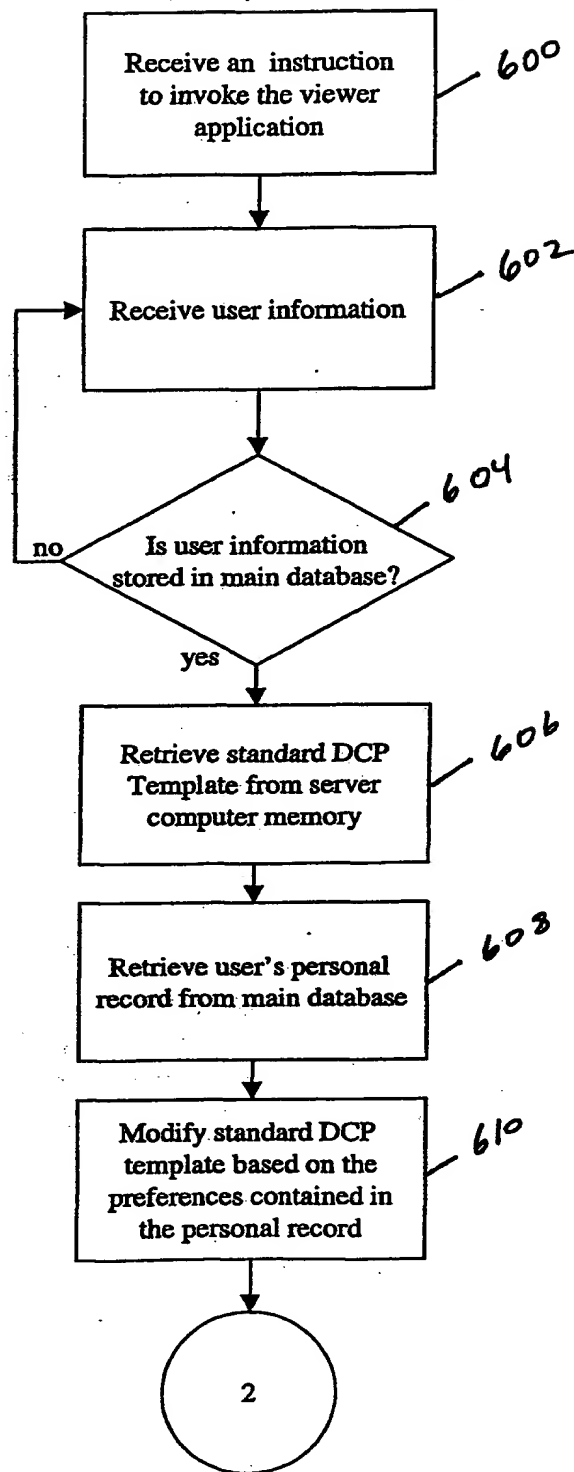 Receive an instruction
to invoke the viewer
application
600
Receive user information
602
Is user information
stored in main database?
604
no
yes
Retrieve standard DCP
Template from server
computer memory
606
Retrieve user's personal
record from main database
608
Modify standard DCP
template based on the
preferences contained in
the personal record
610
2